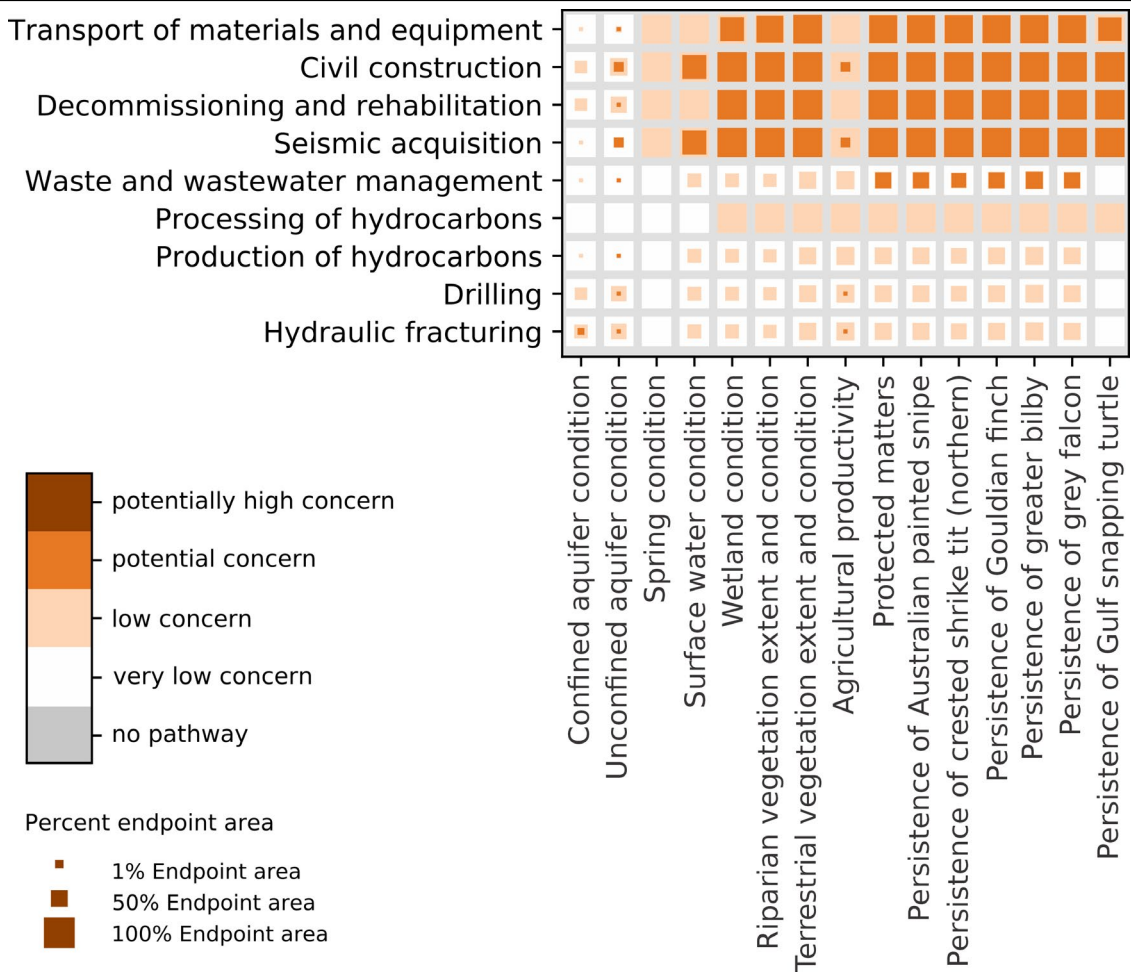 Transport of materials and equipment
Civil construction
Decommissioning and rehabilitation
Seismic acquisition
Waste and wastewater management
Processing of hydrocarbons
Production of hydrocarbons
Drilling
Hydraulic fracturing
Confined aquifer condition
Unconfined aquifer condition
Spring condition
Surface water condition
Wetland condition
Riparian vegetation extent and condition
Terrestrial vegetation extent and condition
Agricultural productivity
Protected matters
Persistence of Australian painted snipe
Persistence of crested shrike tit (northern)
Persistence of Gouldian finch
Persistence of greater bilby
Persistence of grey falcon
Persistence of Gulf snapping turtle
potentially high concern
potential concern
low concern
very low concern
no pathway
Percent endpoint area
1% Endpoint area
50% Endpoint area
100% Endpoint area